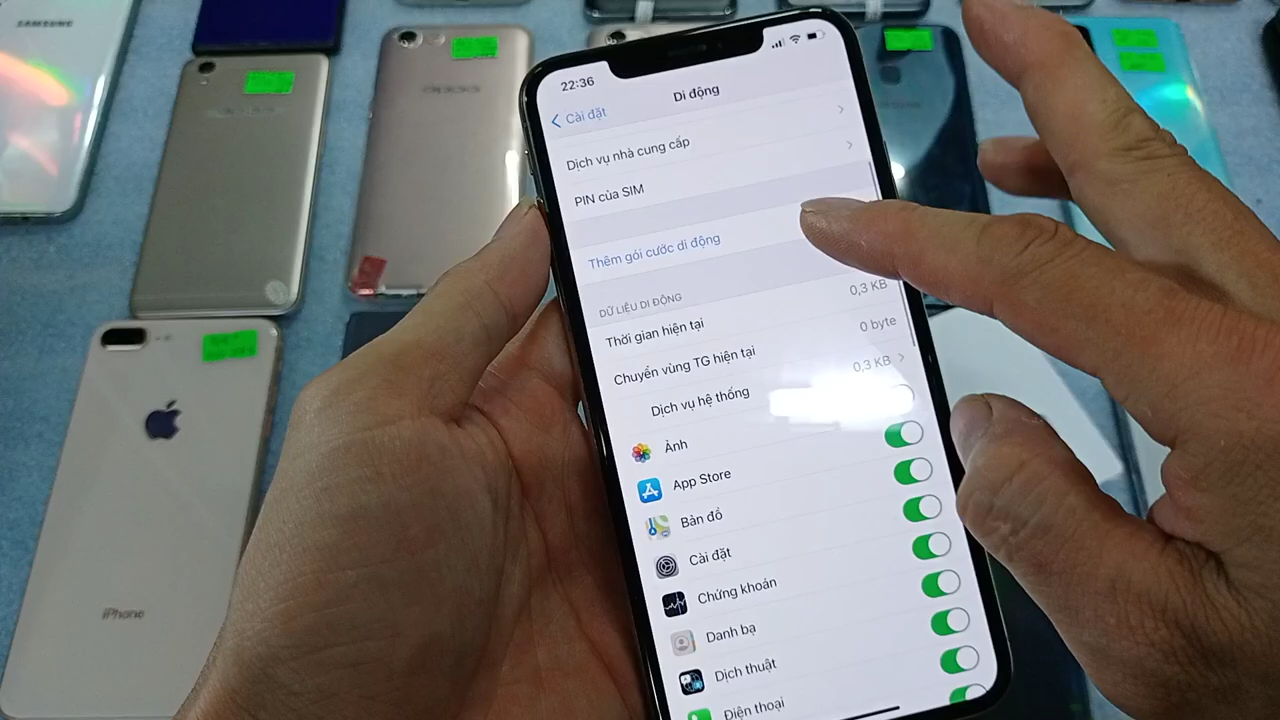 SAMSUNG
OPPO
22:36
Cài đặt
Di động
Dịch vụ nhà cung cấp
PIN của SIM
Thêm gói cước di động
DỮ LIỆU DI ĐỘNG
Thời gian hiện tại 0,3 KB
Chuyển vùng TG hiện tại 0 byte
Dịch vụ hệ thống 0,3 KB
Ảnh
App Store
Bản đồ
Cài đặt
Chứng khoán
Danh bạ
Dịch thuật
Điện thoại
iPhone